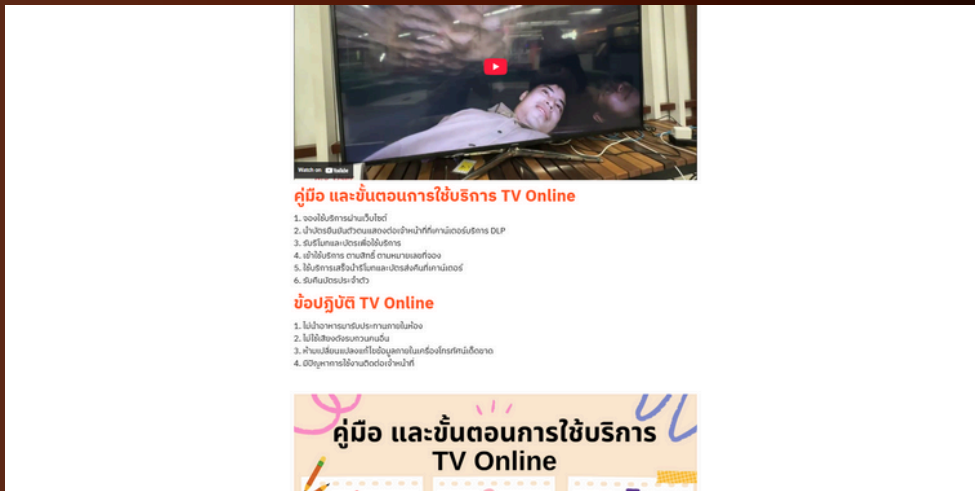 Watch on YouTube
คู่มือ และขั้นตอนการใช้บริการ TV Online
1. จองใช้บริการผ่านเว็บไซต์
2. นำบัตรยืนยันตัวตนแสดงต่อเจ้าหน้าที่ที่เคาน์เตอร์บริการ DLP
3. รับรีโมทและบัตรเพื่อใช้บริการ
4. เข้าใช้บริการ ตามสิทธิ์ ตามหมายเลขที่จอง
5. ใช้บริการเสร็จนำรีโมทและบัตรส่งคืนที่เคาน์เตอร์
6. รับคืนบัตรประจำตัว
ข้อปฏิบัติ TV Online
1. ไม่นำอาหารมารับประทานภายในห้อง
2. ไม่ใช้เสียงดังรบกวนคนอื่น
3. ห้ามเปลี่ยนแปลงแก้ไขข้อมูลภายในเครื่องโทรทัศน์เด็ดขาด
4. มีปัญหาการใช้งานติดต่อเจ้าหน้าที่
คู่มือ และขั้นตอนการใช้บริการ
TV Online